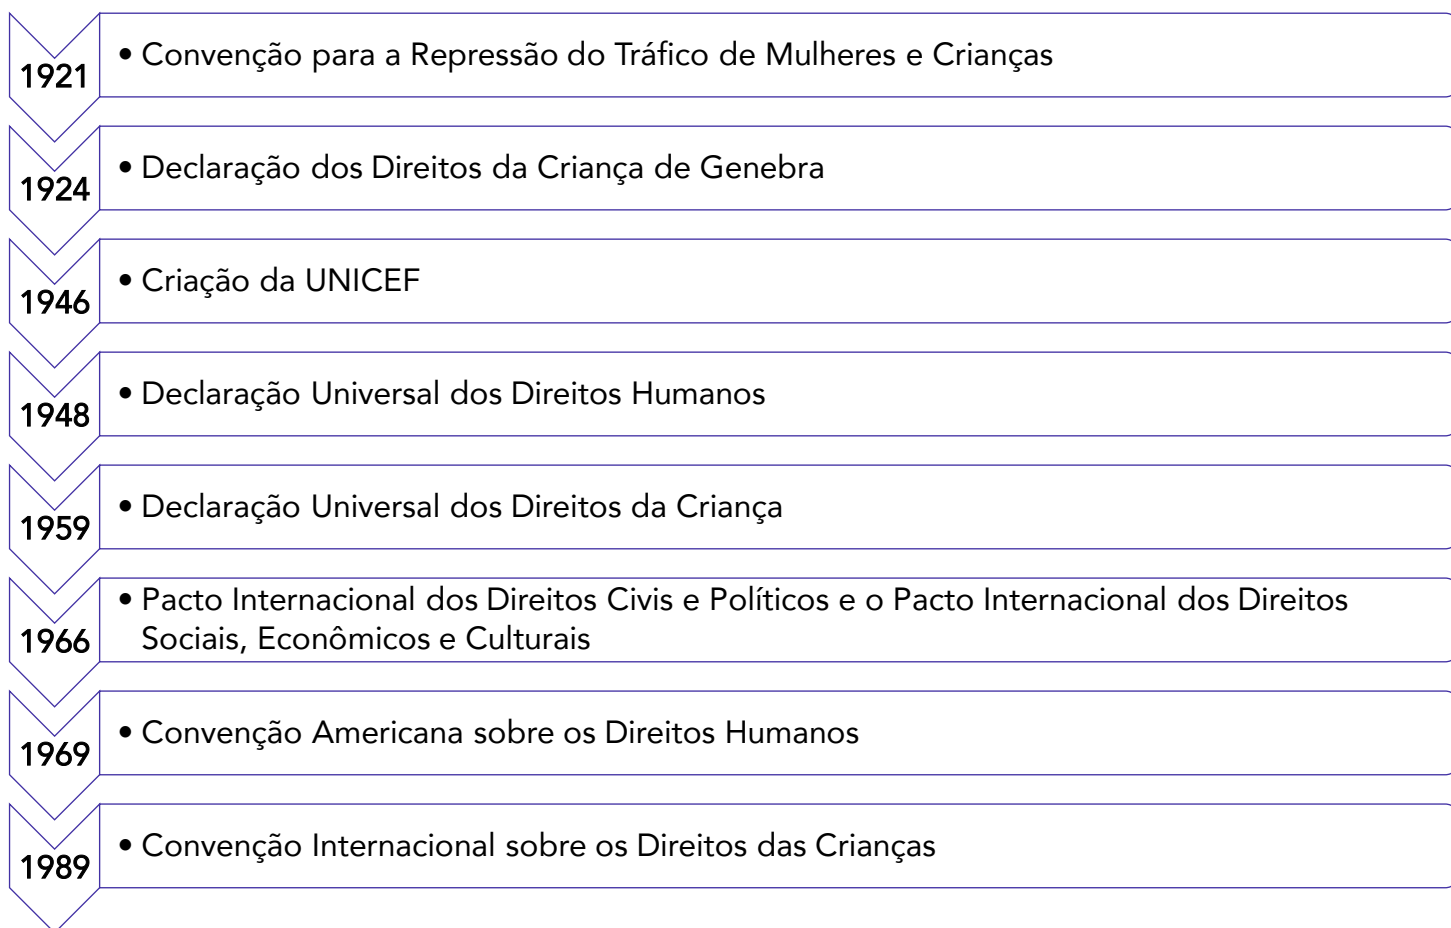 1921
• Convenção para a Repressão do Tráfico de Mulheres e Crianças
1924
• Declaração dos Direitos da Criança de Genebra
1946
• Criação da UNICEF
1948
• Declaração Universal dos Direitos Humanos
1959
• Declaração Universal dos Direitos da Criança
1966
• Pacto Internacional dos Direitos Civis e Políticos e o Pacto Internacional dos Direitos
Sociais, Econômicos e Culturais
1969
• Convenção Americana sobre os Direitos Humanos
1989
• Convenção Internacional sobre os Direitos das Crianças